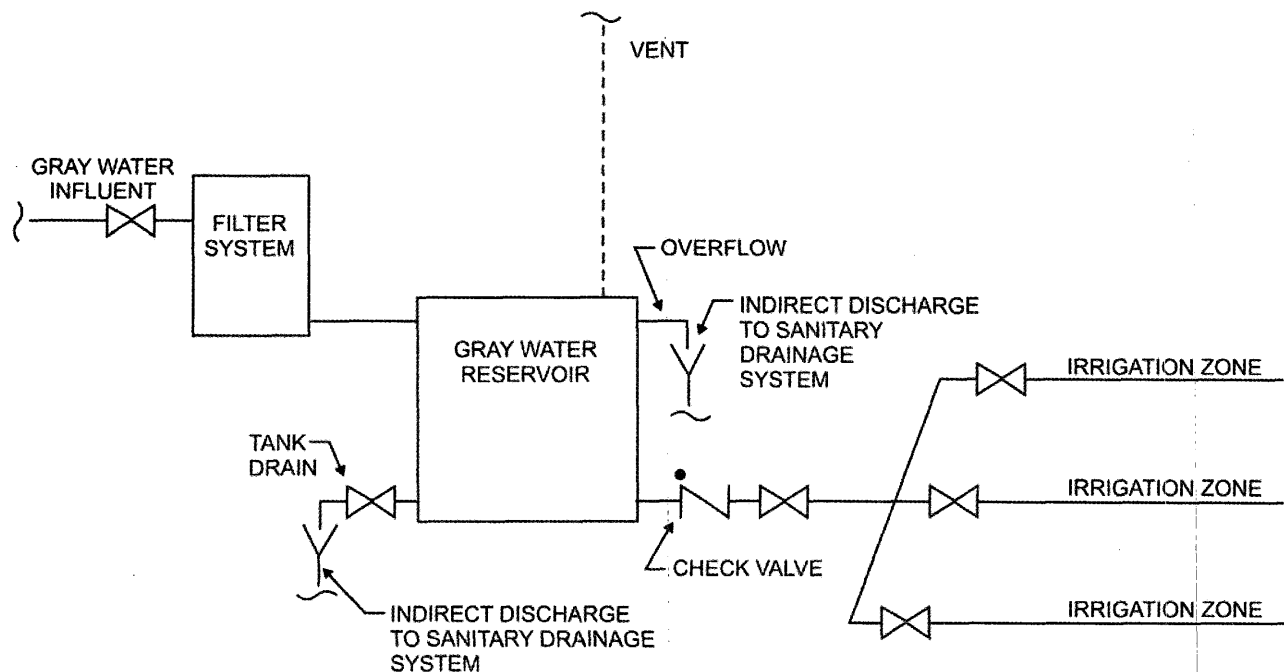 VENT
GRAY WATER
INFLUENT
FILTER
SYSTEM
OVERFLOW
INDIRECT DISCHARGE
TO SANITARY
DRAINAGE
SYSTEM
GRAY WATER
RESERVOIR
IRRIGATION ZONE
TANK
DRAIN
IRRIGATION ZONE
CHECK VALVE
IRRIGATION ZONE
INDIRECT DISCHARGE
TO SANITARY DRAINAGE
SYSTEM